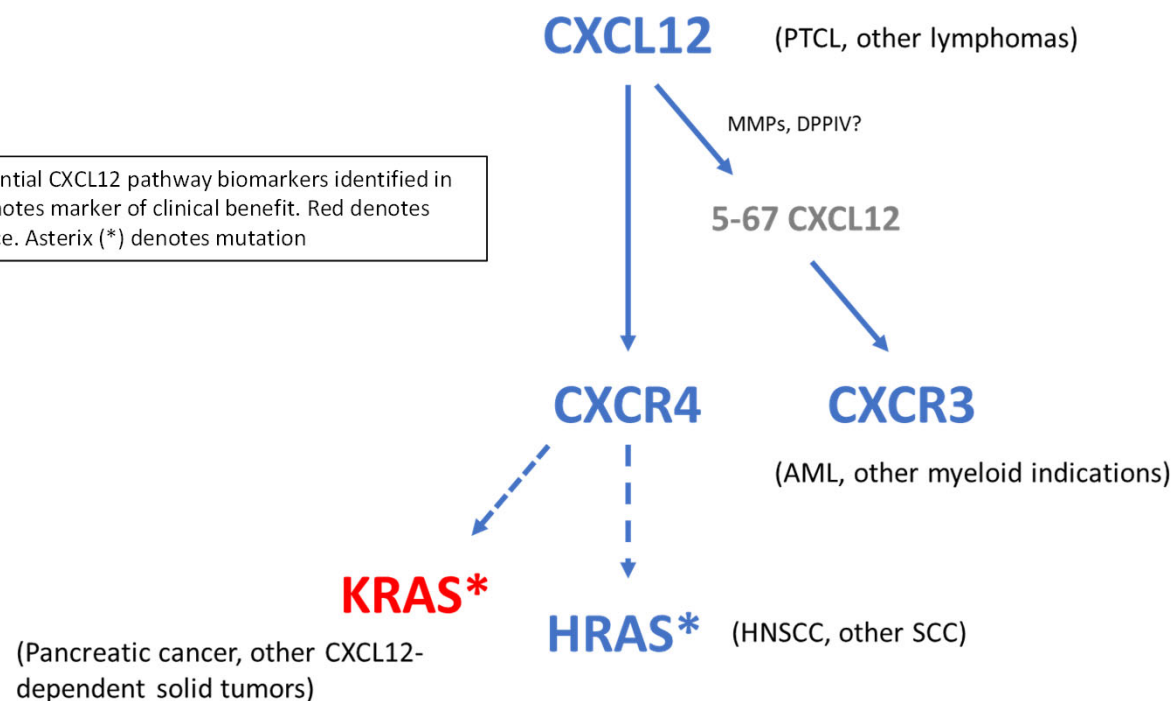 CXCL12 (PTCL, other lymphomas)
MMPs, DPPIV?
ntial CXCL12 pathway biomarkers identified in
notes marker of clinical benefit. Red denotes
ce. Asterix (*) denotes mutation
5-67 CXCL12
CXCR4 CXCR3
(AML, other myeloid indications)
KRAS*
HRAS* (HNSCC, other SCC)
(Pancreatic cancer, other CXCL12-
dependent solid tumors)